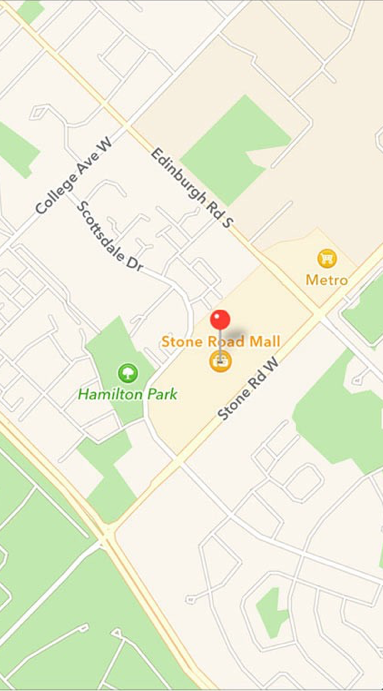 College Ave W
Edinburgh Rd S
Scottsdale Dr
Metro
Stone Road Mall
Hamilton Park
Stone Rd W